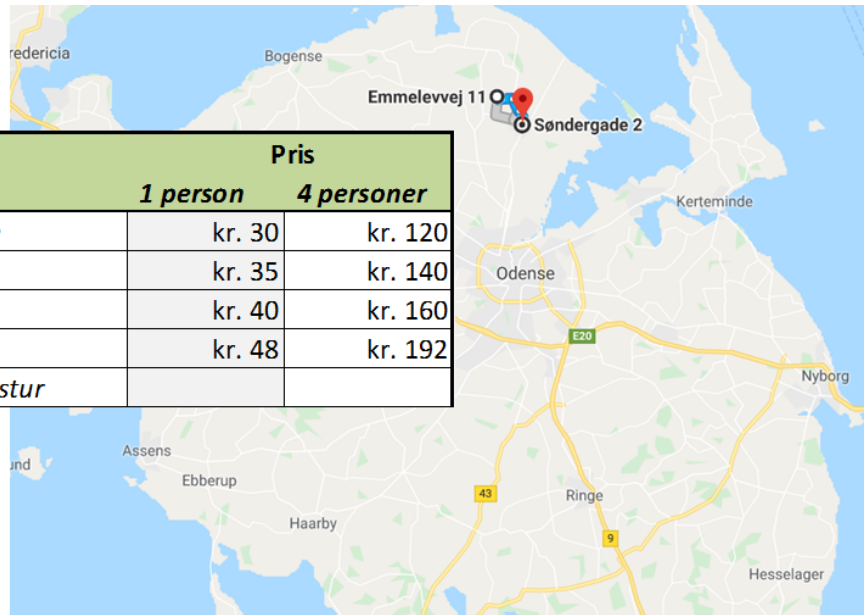 redericia
Bogense
Emmelevvej 11
Søndergade 2
Pris
1 person 4 personer
kr. 30 kr. 120
kr. 35 kr. 140
kr. 40 kr. 160
kr. 48 kr. 192
stur
Kerteminde
Odense
E20
Nyborg
und
Assens
Ebberup
43
Ringe
Haarby
9
Hesselager